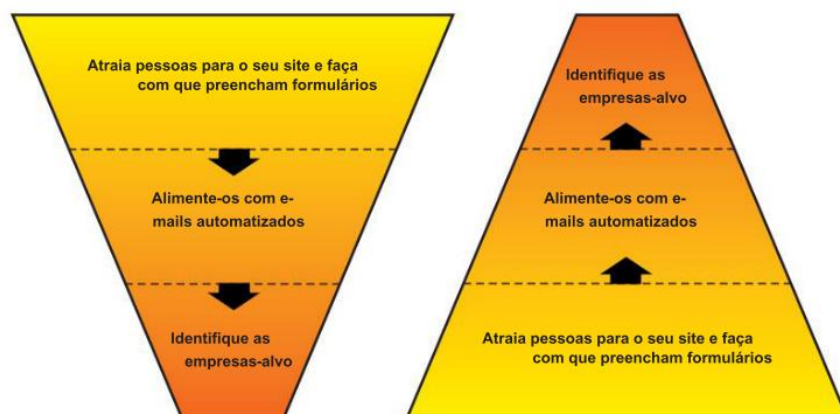 Atraia pessoas para o seu site e faça
com que preencham formulários
Alimente-os com e-
mails automatizados
Identifique as
empresas-alvo
Identifique as
empresas-alvo
Alimente-os com e-
mails automatizados
Atraia pessoas para o seu site e faça
com que preencham formulários